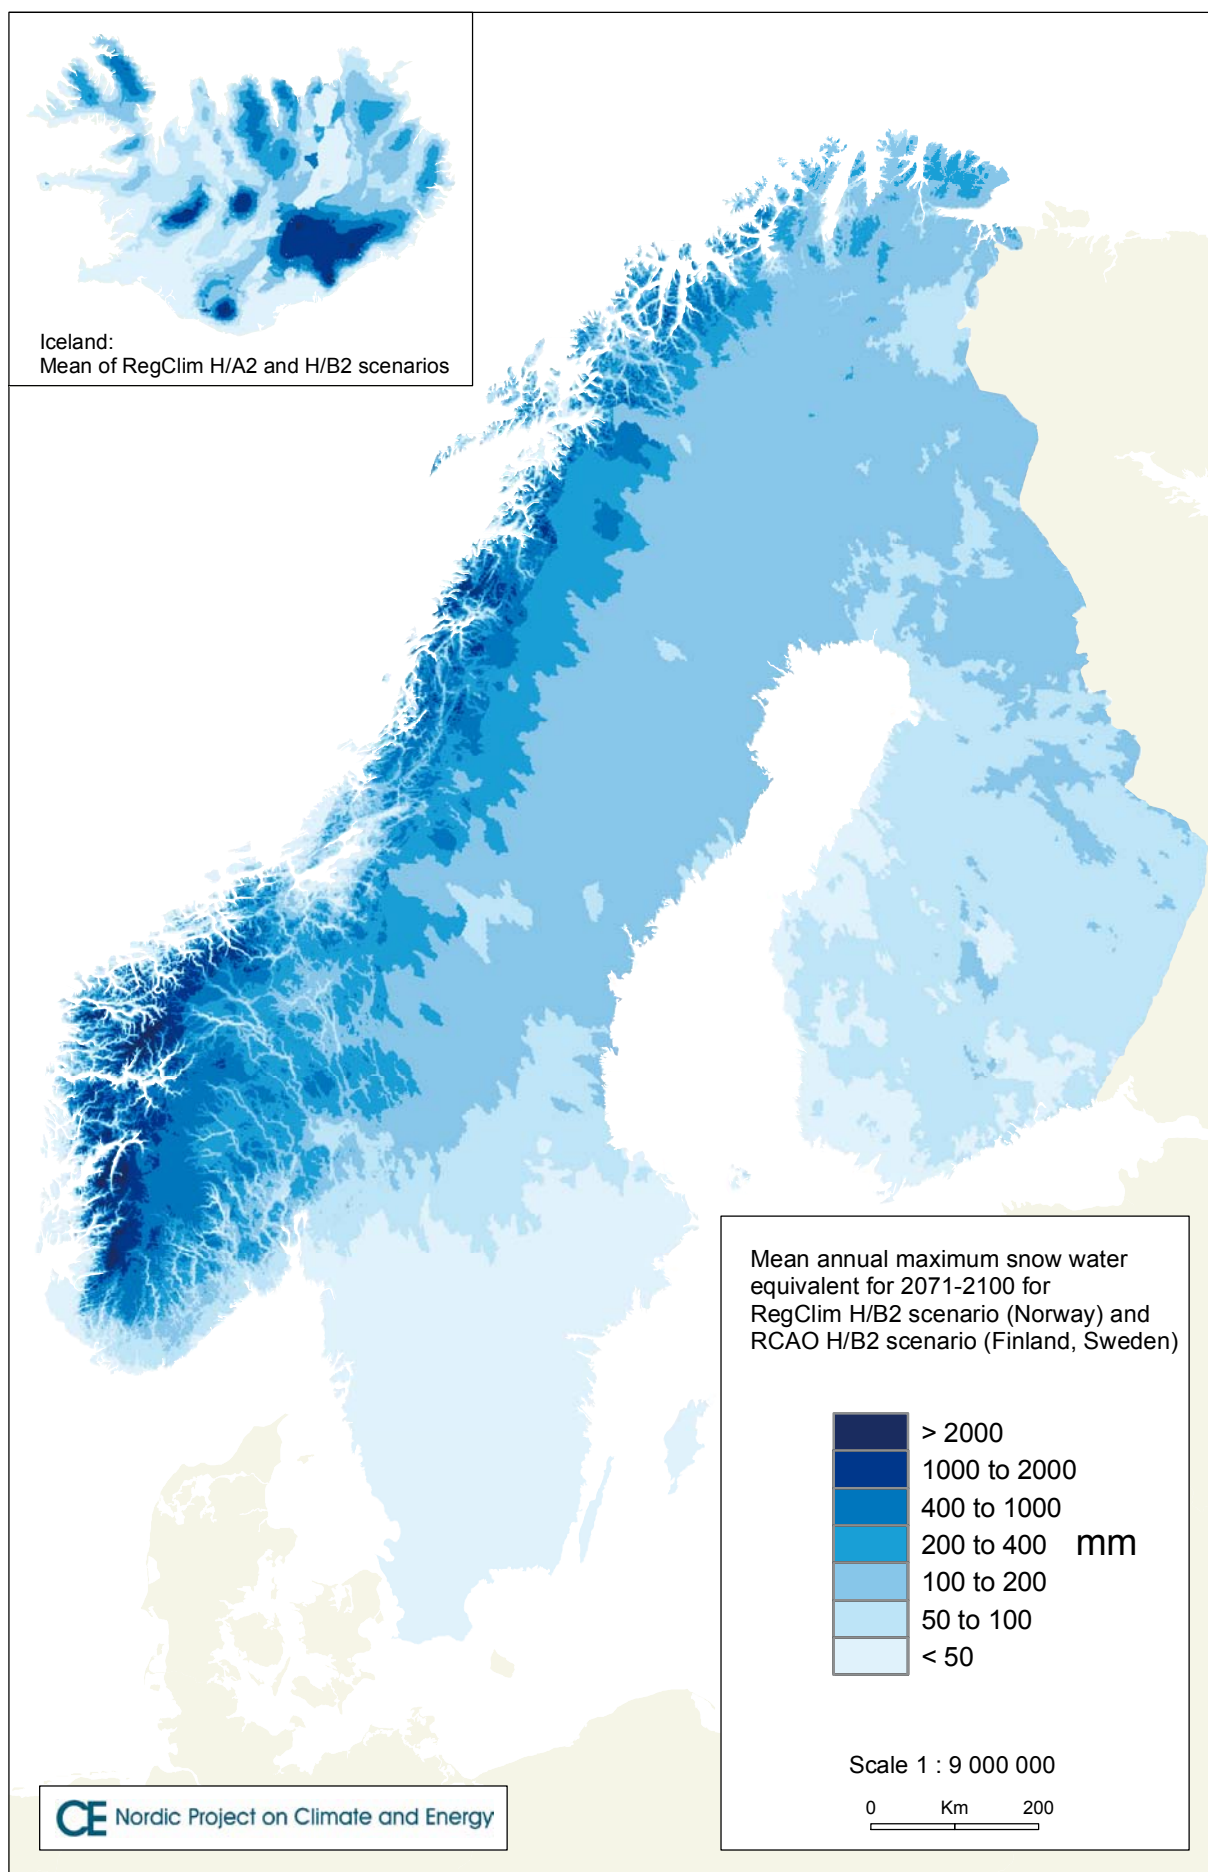 Iceland:
Mean of RegClim H/A2 and H/B2 scenarios
Mean annual maximum snow water
equivalent for 2071-2100 for
RegClim H/B2 scenario (Norway) and
RCAO H/B2 scenario (Finland, Sweden)
> 2000
1000 to 2000
400 to 1000
200 to 400 mm
100 to 200
50 to 100
< 50
Scale 1 : 9 000 000
0 Km 200
CE Nordic Project on Climate and Energy